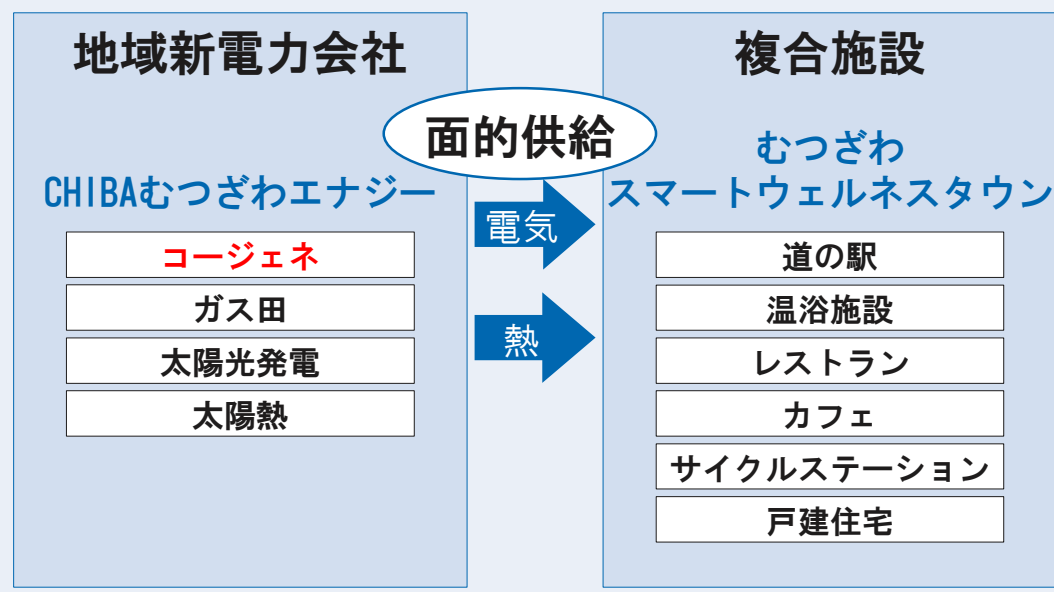 地域新電力会社
CHIBAむつざわエナジー
コージェネ
ガス田
太陽光発電
太陽熱
面的供給
電気
熱
複合施設
むつざわ
スマートウェルネスタウン
道の駅
温浴施設
レストラン
カフェ
サイクルステーション
戸建住宅